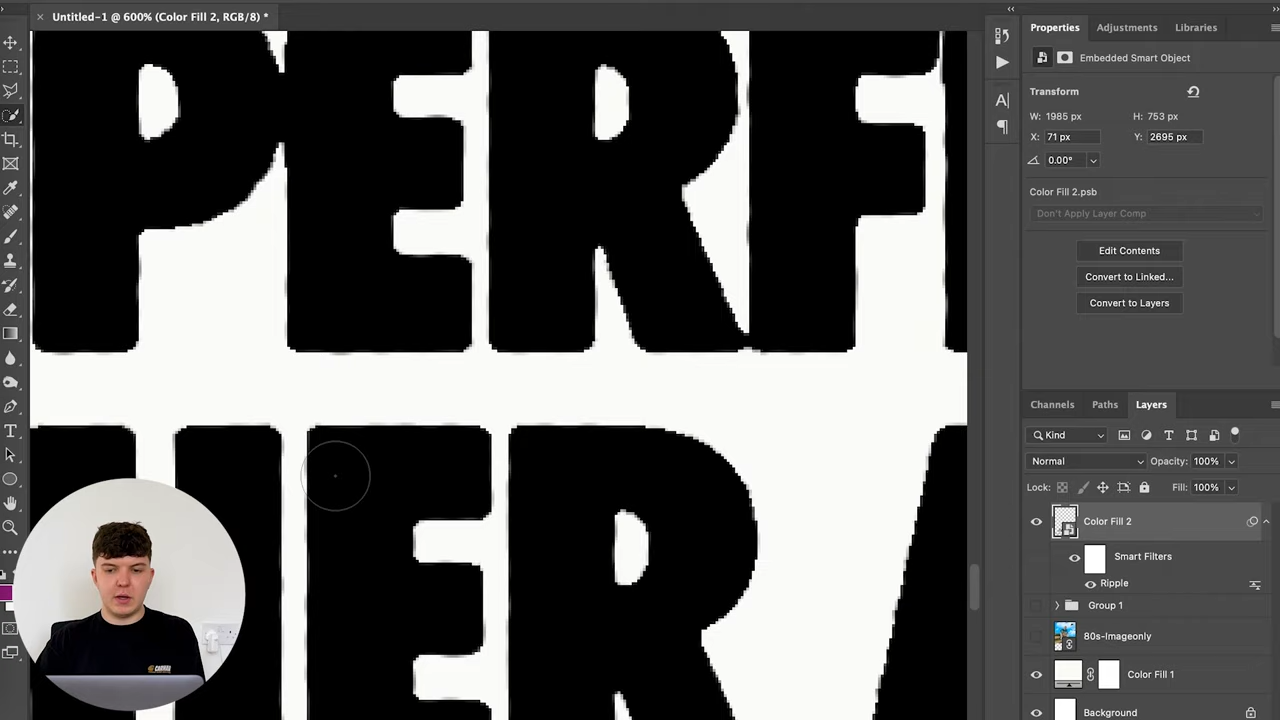 Untitled-1 @ 600% (Color Fill 2, RGB/8) *
Properties Adjustments Libraries
Embedded Smart Object
Transform
W: 1985 px H: 753 px
X: 71 px Y: 2695 px
0.00°
Color Fill 2.psb
Don't Apply Layer Comp
Edit Contents
Convert to Linked...
Convert to Layers
PERF
ER
Channels Paths Layers
Kind
Normal Opacity: 100%
Lock: Fill: 100%
Color Fill 2
Smart Filters
Ripple
Group 1
80s-Imageonly
Color Fill 1
Background